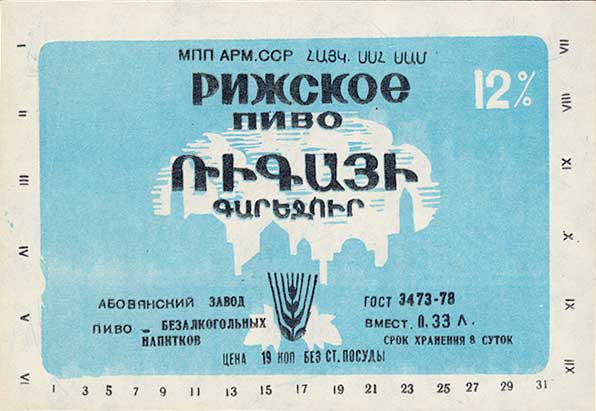 МПП АРМ.ССР ՀԱՅԿ. ՍՍՀ ՍԱՄ
РИЖСКОЕ
12%
ПИВО
ՌԻԳԱՅԻ
ԳԱՐԵՋՈՒՐ
АБОВЯНСКИЙ ЗАВОД
ПИВО - БЕЗАЛКОГОЛЬНЫХ
НАПИТКОВ
ГОСТ 3473-78
ВМЕСТ. 0.33 Л.
СРОК ХРАНЕНИЯ 8 СУТОК
ЦЕНА 19 КОП БЕЗ СТ. ПОСУДЫ
I
II
III
IV
V
VI
VII
VIII
IX
X
XI
XII
1 3 5 7 9 11 13 15 17 19 21 23 25 27 29 31